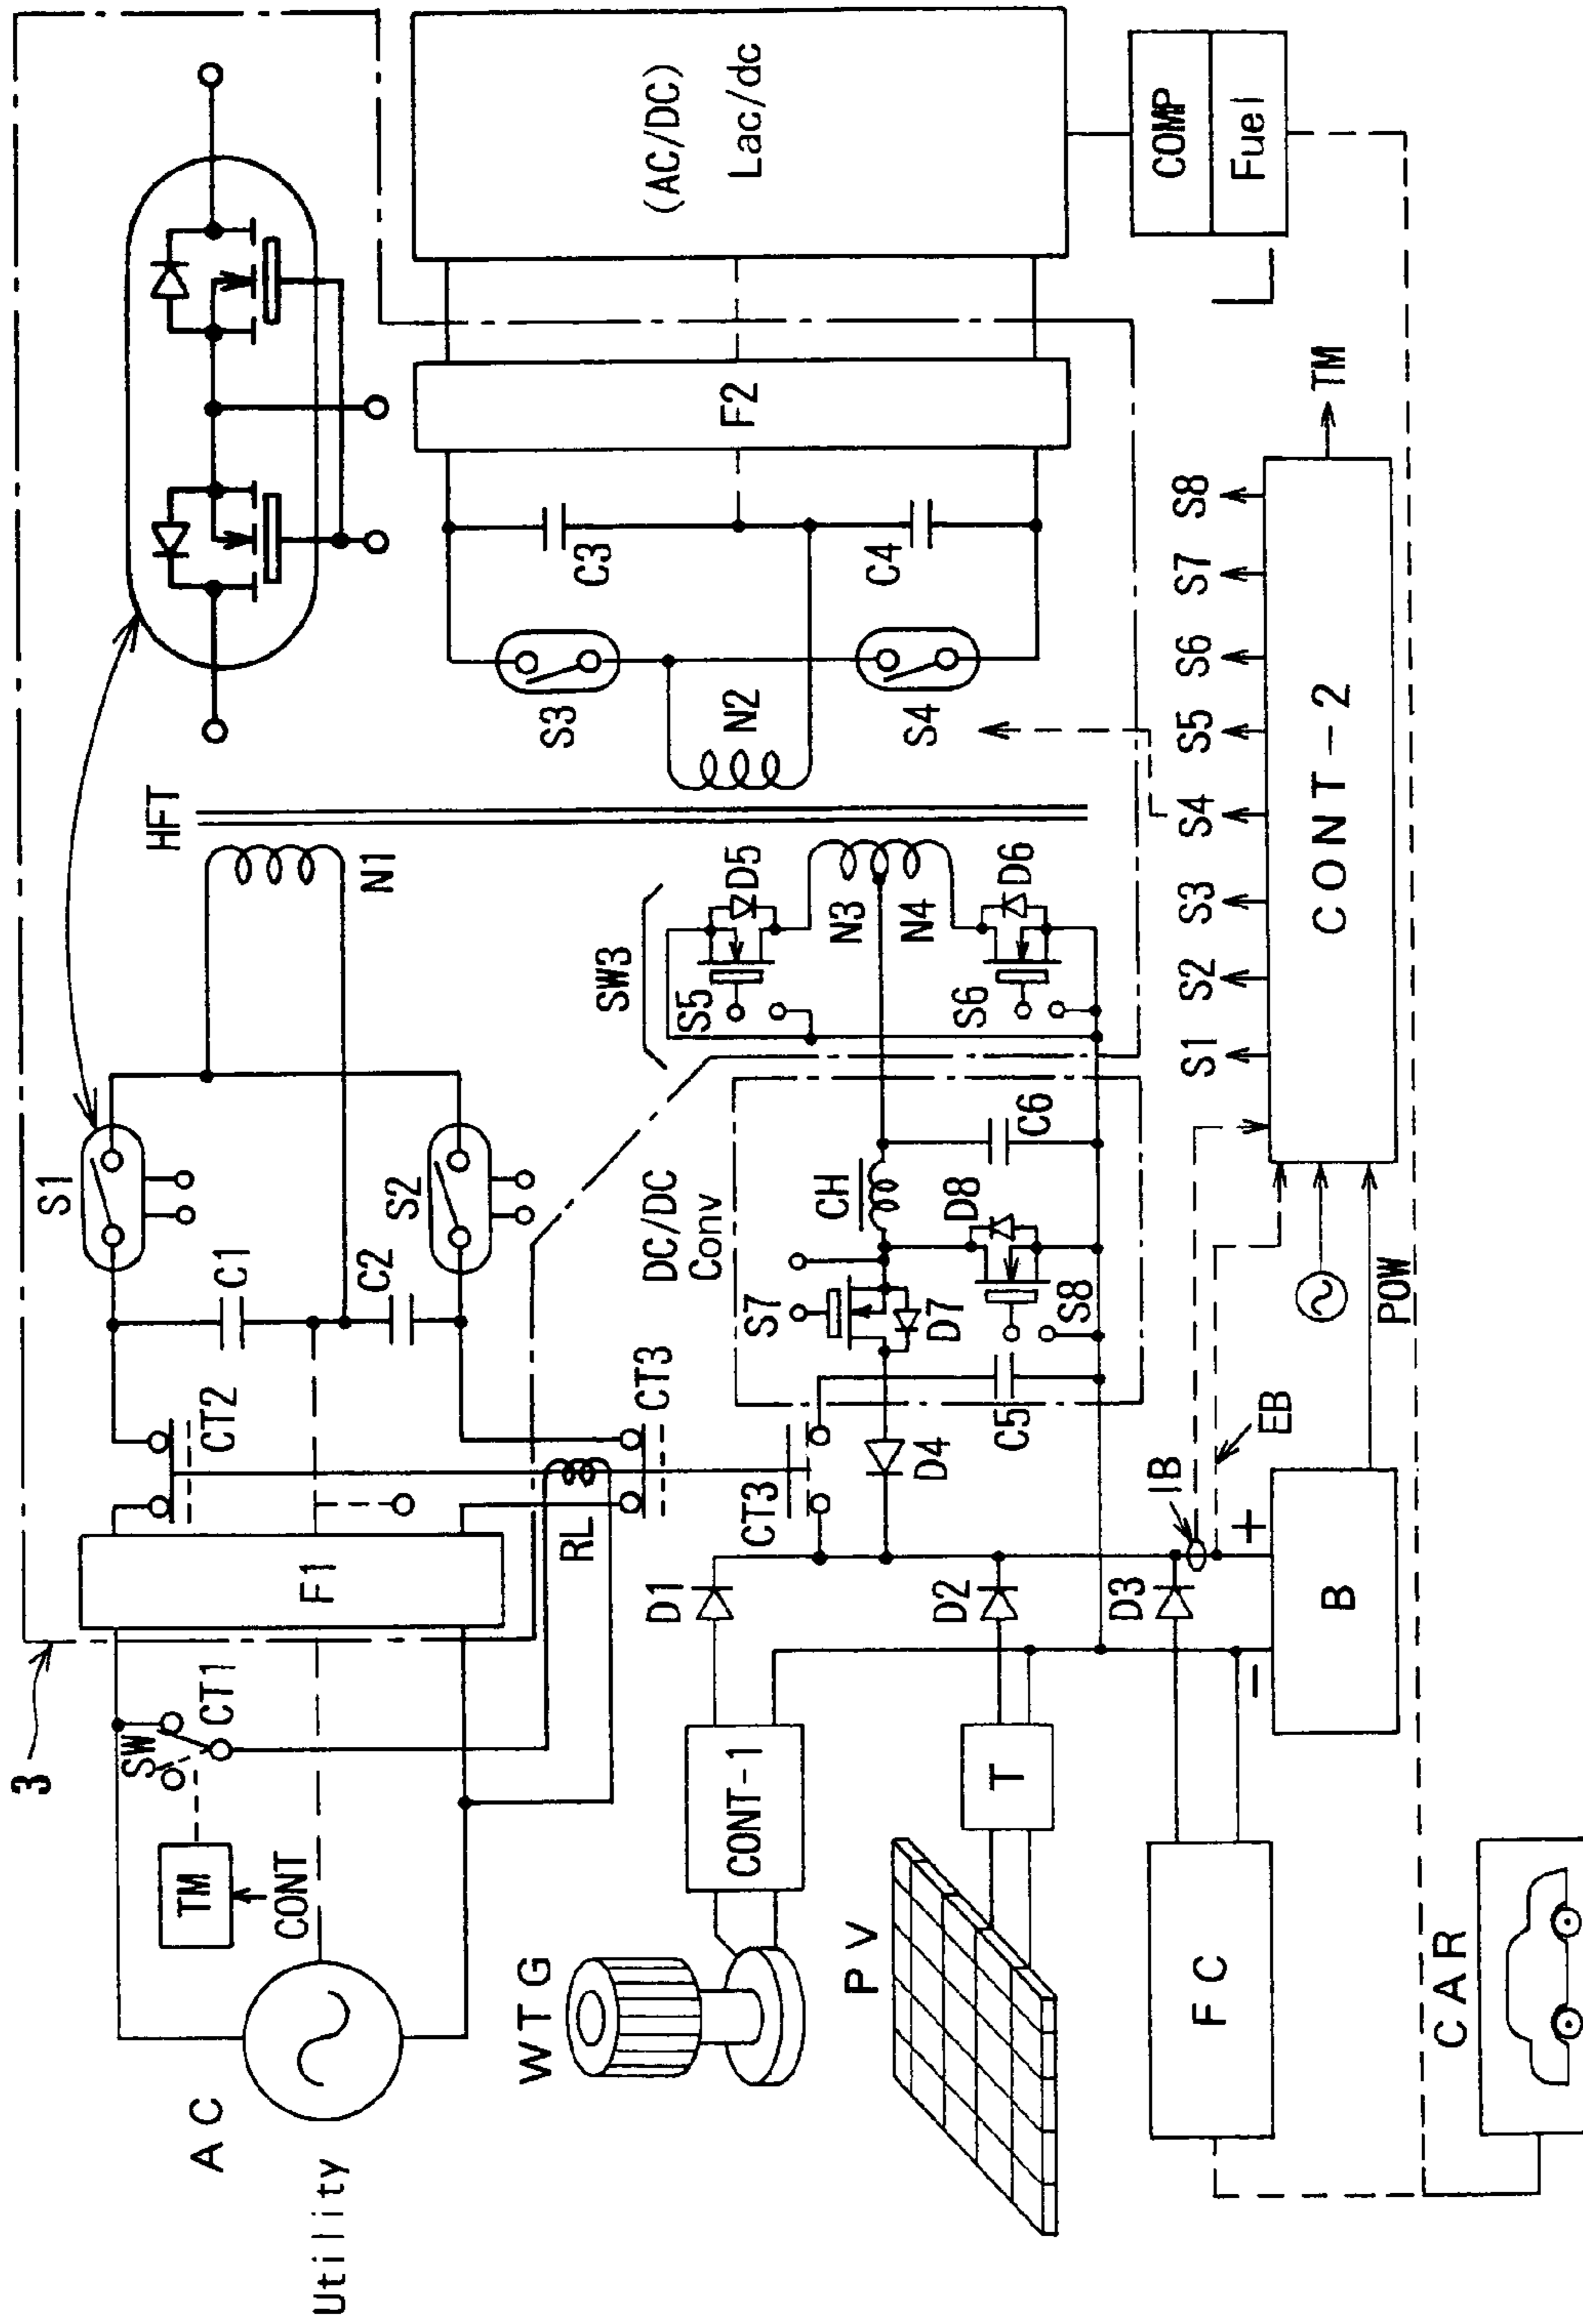 3
AC
Utility
TM
CONT
SW
CT1
F1
CT2
C1
C2
S1
S2
HFT
N1
RL
CT3
CT3
WTG
CONT-1
D1
PV
T
D2
D4
FC
D3
IB
EB
B
+
−
CAR
DC/DC
Conv
S7
D7
C5
S8
D8
CH
C6
SW3
S5
D5
N3
N4
S6
D6
N2
S3
S4
C3
C4
F2
(AC/DC)
Lac/dc
COMP
Fuel
POW
CONT-2
S1
S2
S3
S4
S5
S6
S7
S8
TM